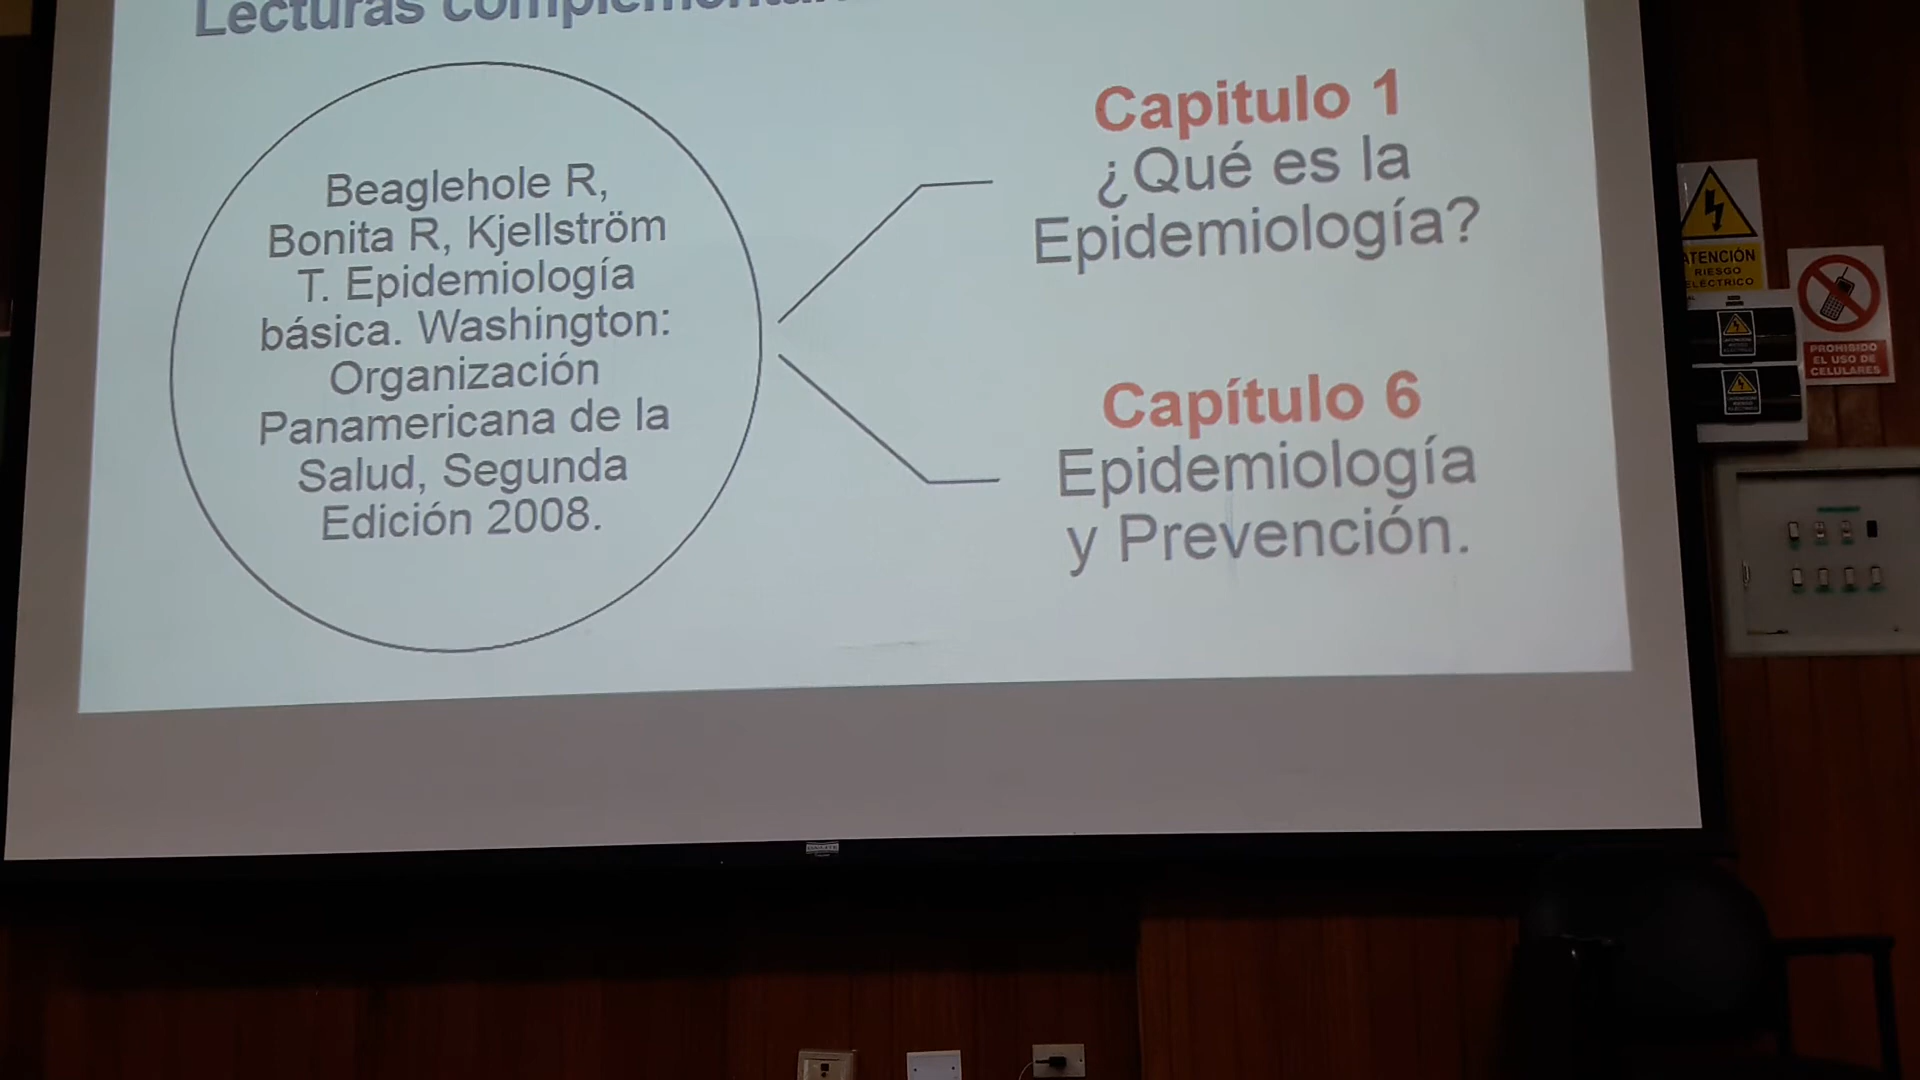 Lecturas
Beaglehole R,
Bonita R, Kjellström
T. Epidemiología
básica. Washington:
Organización
Panamericana de la
Salud, Segunda
Edición 2008.
Capitulo 1
¿Qué es la
Epidemiología?
Capítulo 6
Epidemiología
y Prevención.
ATENCIÓN
RIESGO
ELÉCTRICO
PROHIBIDO
EL USO DE
CELULARES